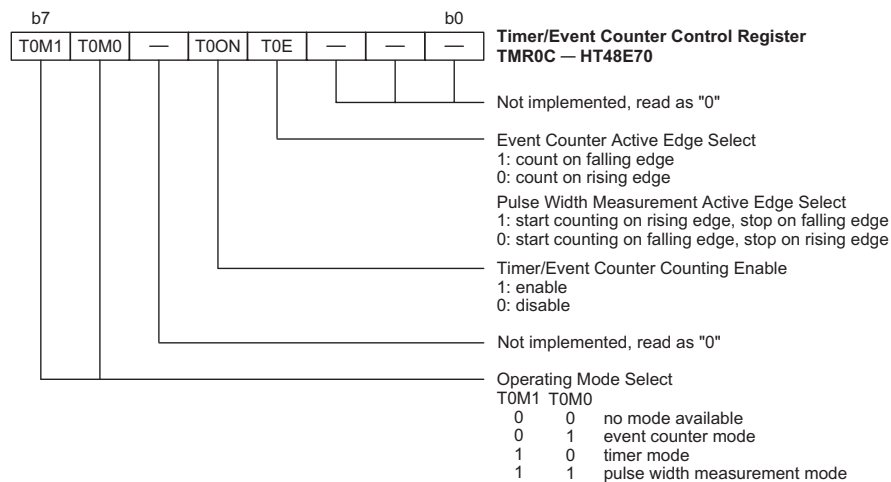 b7 b0
T0M1 T0M0 — T0ON T0E — — —
Timer/Event Counter Control Register
TMR0C — HT48E70
Not implemented, read as "0"
Event Counter Active Edge Select
1: count on falling edge
0: count on rising edge
Pulse Width Measurement Active Edge Select
1: start counting on rising edge, stop on falling edge
0: start counting on falling edge, stop on rising edge
Timer/Event Counter Counting Enable
1: enable
0: disable
Not implemented, read as "0"
Operating Mode Select
T0M1 T0M0
0 0 no mode available
0 1 event counter mode
1 0 timer mode
1 1 pulse width measurement mode